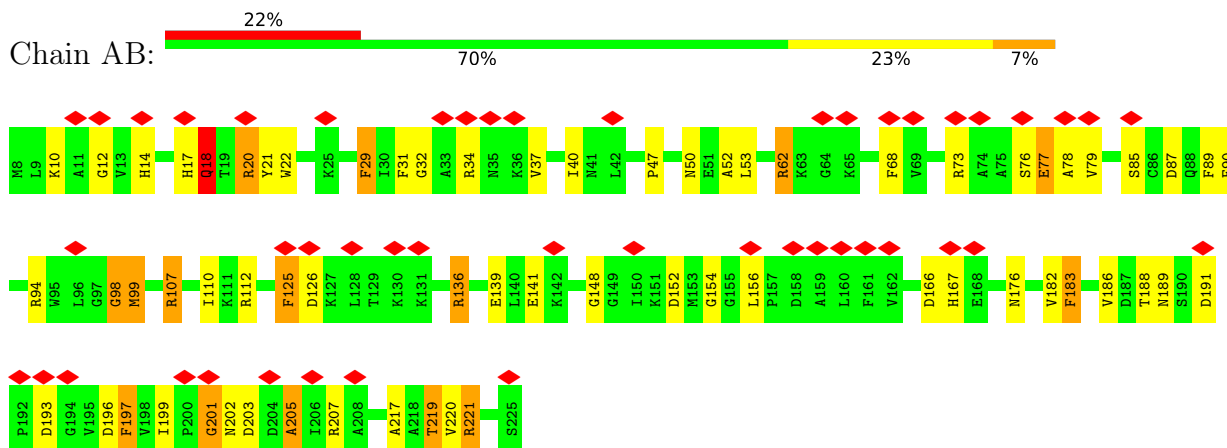 22%
Chain AB:
70% 23% 7%
M8 L9 K10 A11 G12 V13 H14 H17 Q18 T19 R20 Y21 W22 K25 F29 I30 F31 G32 A33 R34 N35 K36 V37 I40 N41 L42 P47 N50 E51 A52 L53 R62 K63 G64 K65 F68 V69 R73 A74 A75 S76 E77 A78 V79 S85 C86 D87 Q88 F89
R94 W95 L96 G97 G98 M99 R107 I110 K111 R112 F125 D126 K127 L128 T129 K130 K131 R136 E139 L140 E141 K142 G148 G149 I150 K151 D152 M153 G154 G155 L156 P157 D158 A159 L160 F161 V162 D166 H167 E168 N176 V182 F183 V186 D187 T188 N189 S190 D191
P192 D193 G194 V195 D196 F197 V198 I199 P200 G201 N202 D203 D204 A205 I206 R207 A208 A217 A218 T219 V220 R221 S225